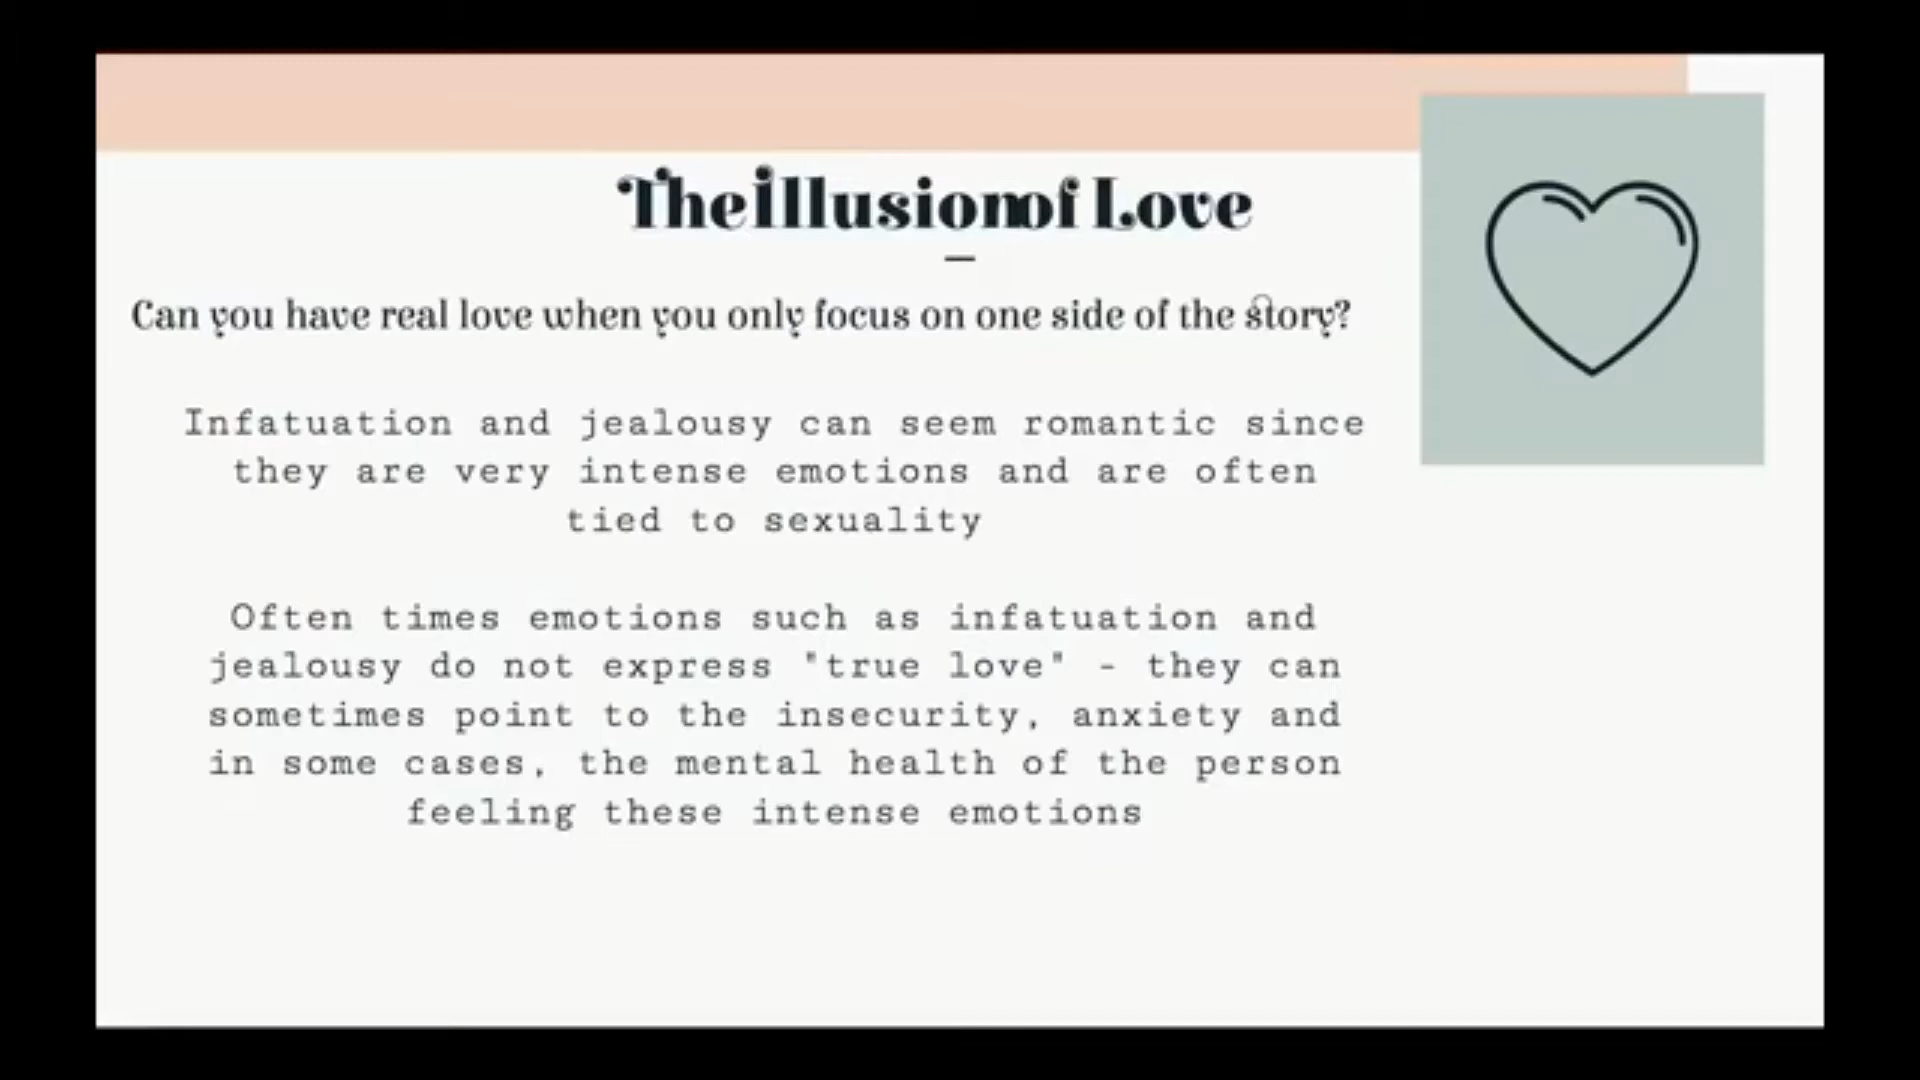 The Illusion of Love
Can you have real love when you only focus on one side of the story?
Infatuation and jealousy can seem romantic since
they are very intense emotions and are often
tied to sexuality
Often times emotions such as infatuation and
jealousy do not express "true love" - they can
sometimes point to the insecurity, anxiety and
in some cases, the mental health of the person
feeling these intense emotions